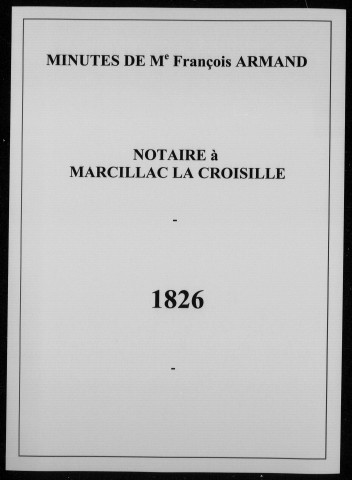 MINUTES DE Me François ARMAND
NOTAIRE à
MARCILLAC LA CROISILLE
-
1826
-